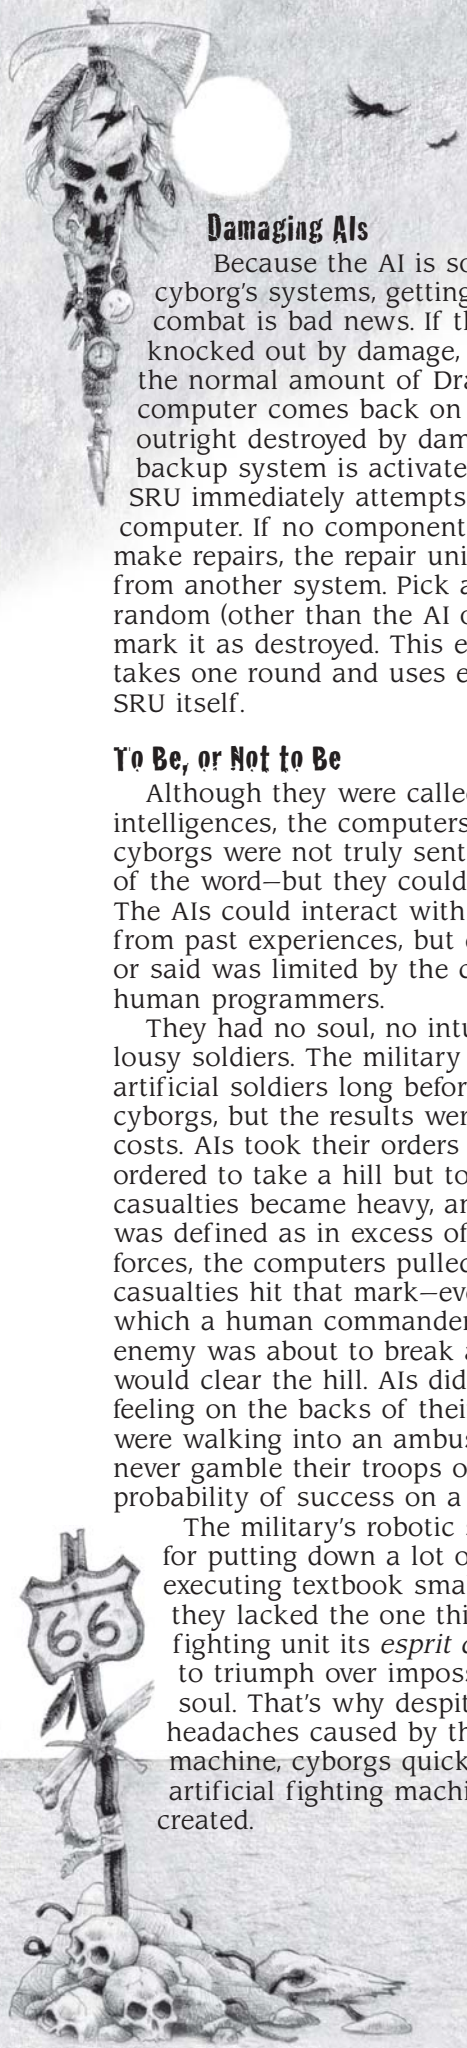 Damaging AIs
Because the AI is so
cyborg's systems, getting
combat is bad news. If th
knocked out by damage,
the normal amount of Dra
computer comes back on
outright destroyed by dam
backup system is activate
SRU immediately attempts
computer. If no component
make repairs, the repair uni
from another system. Pick a
random (other than the AI o
mark it as destroyed. This e
takes one round and uses e
SRU itself.
To Be, or Not to Be
Although they were calle
intelligences, the computers
cyborgs were not truly sent
of the word—but they could
The AIs could interact with
from past experiences, but
or said was limited by the c
human programmers.
They had no soul, no intu
lousy soldiers. The military
artificial soldiers long befor
cyborgs, but the results wer
costs. AIs took their orders
ordered to take a hill but to
casualties became heavy, an
was defined as in excess of
forces, the computers pulled
casualties hit that mark—eve
which a human commander
enemy was about to break a
would clear the hill. AIs did
feeling on the backs of thei
were walking into an ambus
never gamble their troops o
probability of success on a
The military's robotic
for putting down a lot o
executing textbook sma
they lacked the one thi
fighting unit its esprit
to triumph over imposs
soul. That's why despit
headaches caused by th
machine, cyborgs quick
artificial fighting machi
created.
66